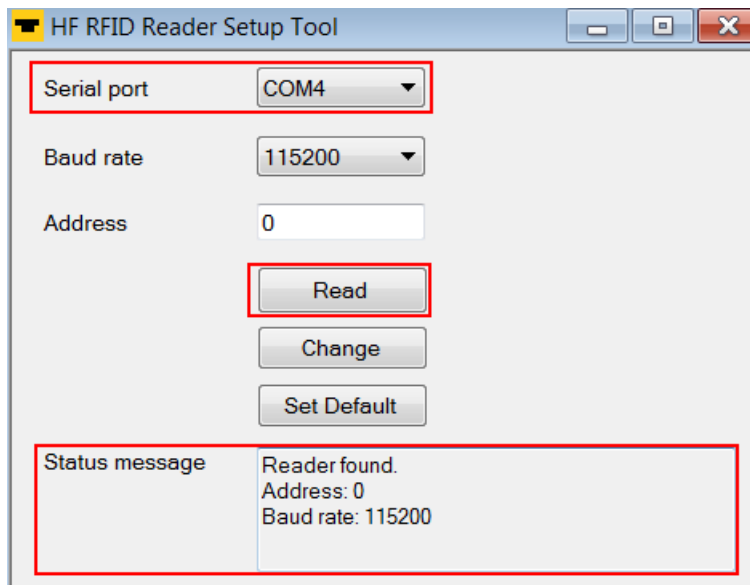 HF RFID Reader Setup Tool
Serial port COM4
Baud rate 115200
Address 0
Read
Change
Set Default
Status message
Reader found.
Address: 0
Baud rate: 115200